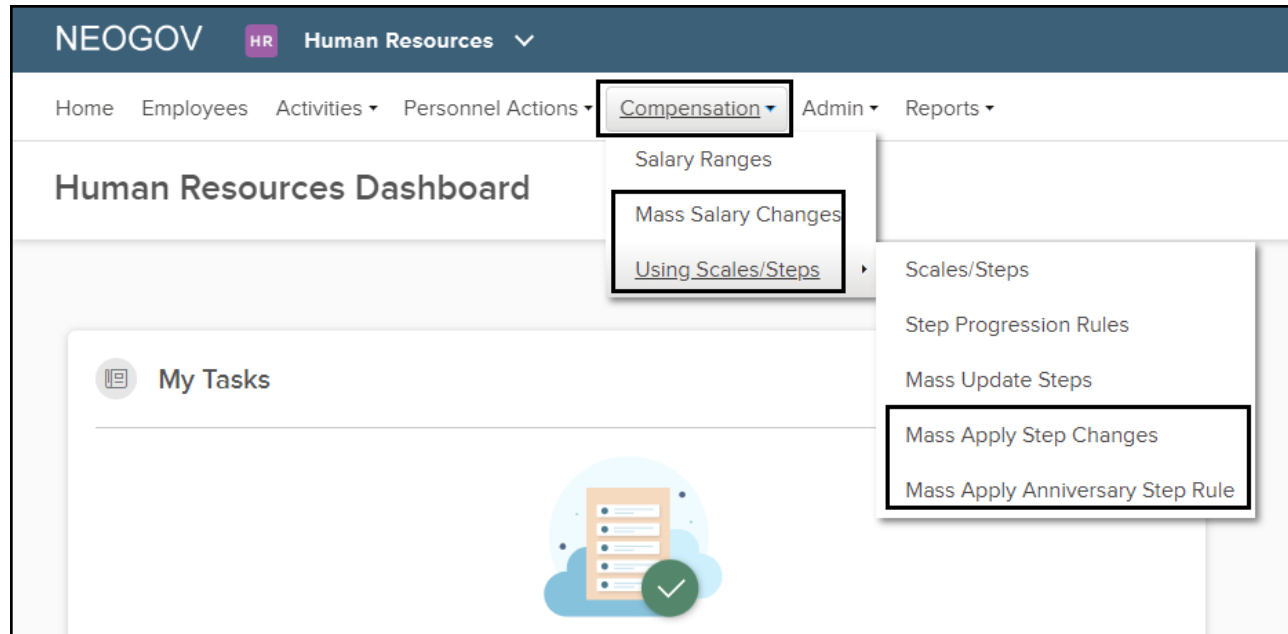 NEOGOV HR Human Resources
Home Employees Activities Personnel Actions Compensation Admin Reports
Salary Ranges
Human Resources Dashboard
Mass Salary Changes
Using Scales/Steps
Scales/Steps
Step Progression Rules
Mass Update Steps
Mass Apply Step Changes
Mass Apply Anniversary Step Rule
My Tasks